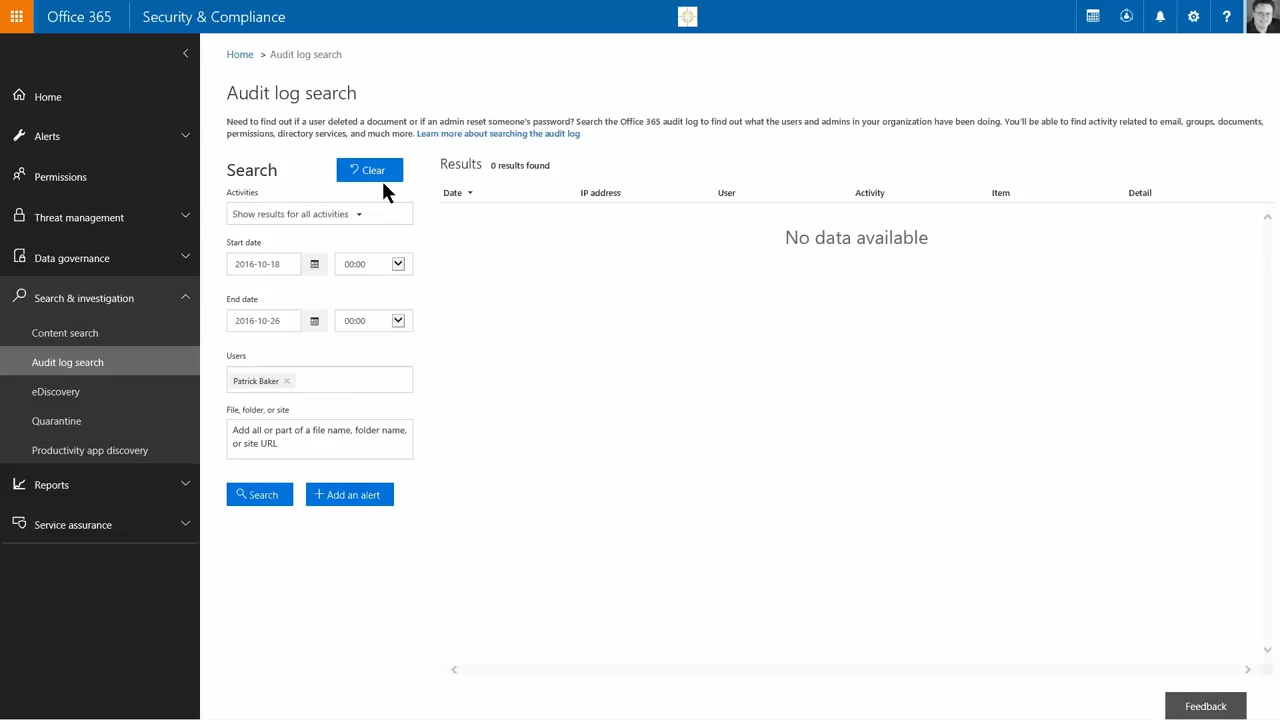 Office 365
Security & Compliance
?
Home
Alerts
Permissions
Threat management
Data governance
Search & investigation
Content search
Audit log search
eDiscovery
Quarantine
Productivity app discovery
Reports
Service assurance
Home > Audit log search
Audit log search
Need to find out if a user deleted a document or if an admin reset someone's password? Search the Office 365 audit log to find out what the users and admins in your organization have been doing. You'll be able to find activity related to email, groups, documents,
permissions, directory services, and much more. Learn more about searching the audit log
Search
Clear
Activities
Show results for all activities
Start date
2016-10-18
00:00
End date
2016-10-26
00:00
Users
Patrick Baker ×
File, folder, or site
Add all or part of a file name, folder name,
or site URL
Search
+ Add an alert
Results 0 results found
Date IP address User Activity Item Detail
No data available
Feedback